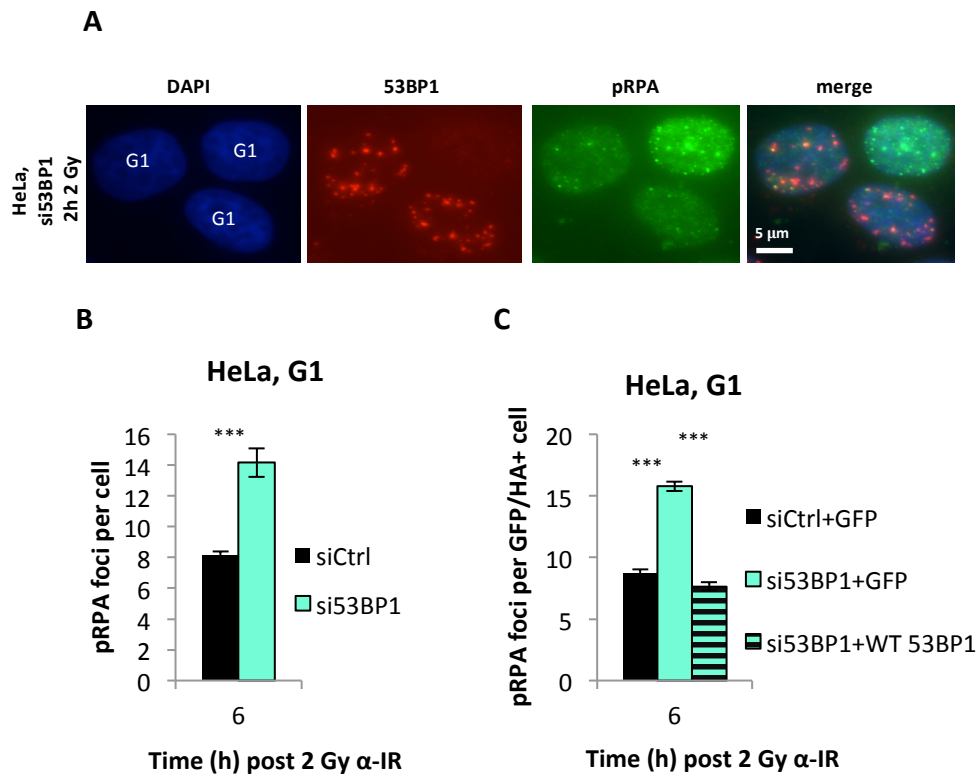 A
DAPI
53BP1
pRPA
merge
HeLa,
si53BP1
2h 2 Gy
G1
G1
G1
5 μm
B
HeLa, G1
pRPA foci per cell
16
14
12
10
8
6
4
2
0
***
siCtrl
si53BP1
6
Time (h) post 2 Gy α-IR
C
HeLa, G1
pRPA foci per GFP/HA+ cell
20
15
10
5
0
***
***
siCtrl+GFP
si53BP1+GFP
si53BP1+WT 53BP1
6
Time (h) post 2 Gy α-IR